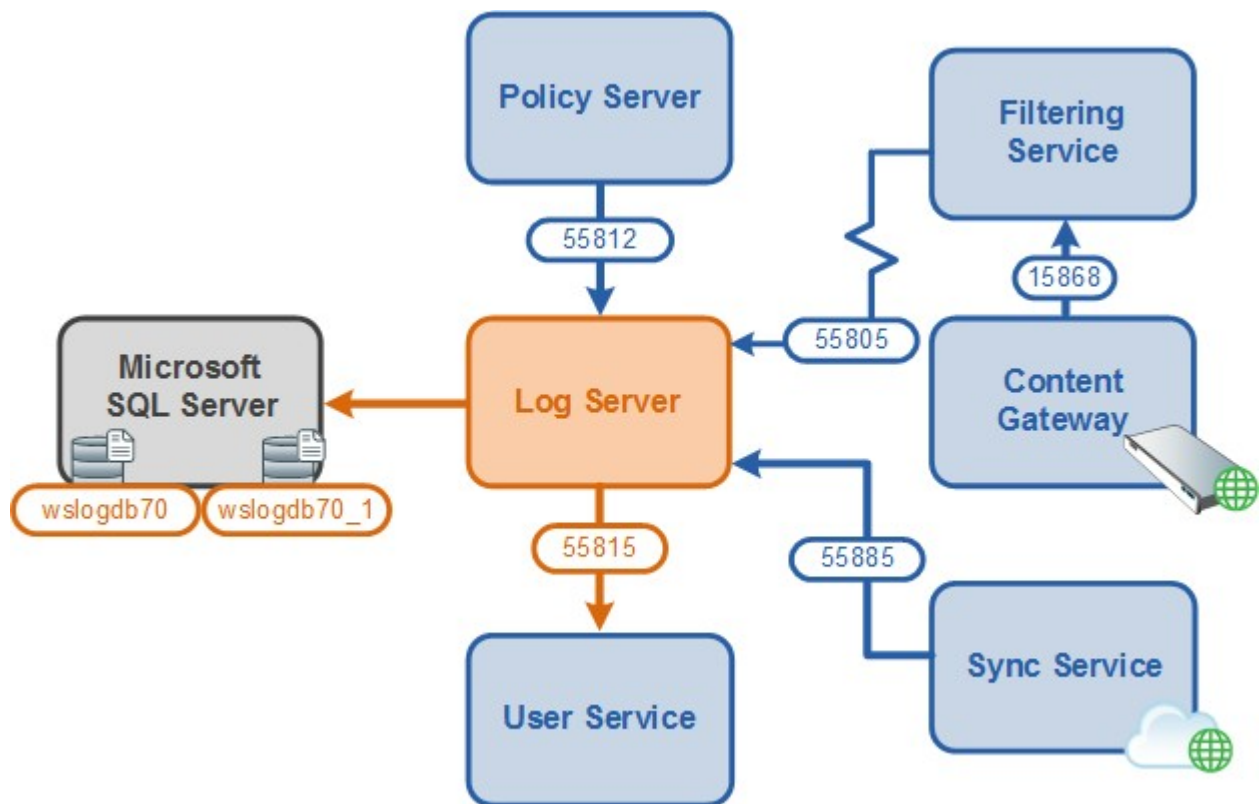 Policy Server
Filtering
Service
55812
15868
55805
Microsoft
SQL Server
Log Server
Content
Gateway
wslogdb70
wslogdb70_1
55815
55885
User Service
Sync Service